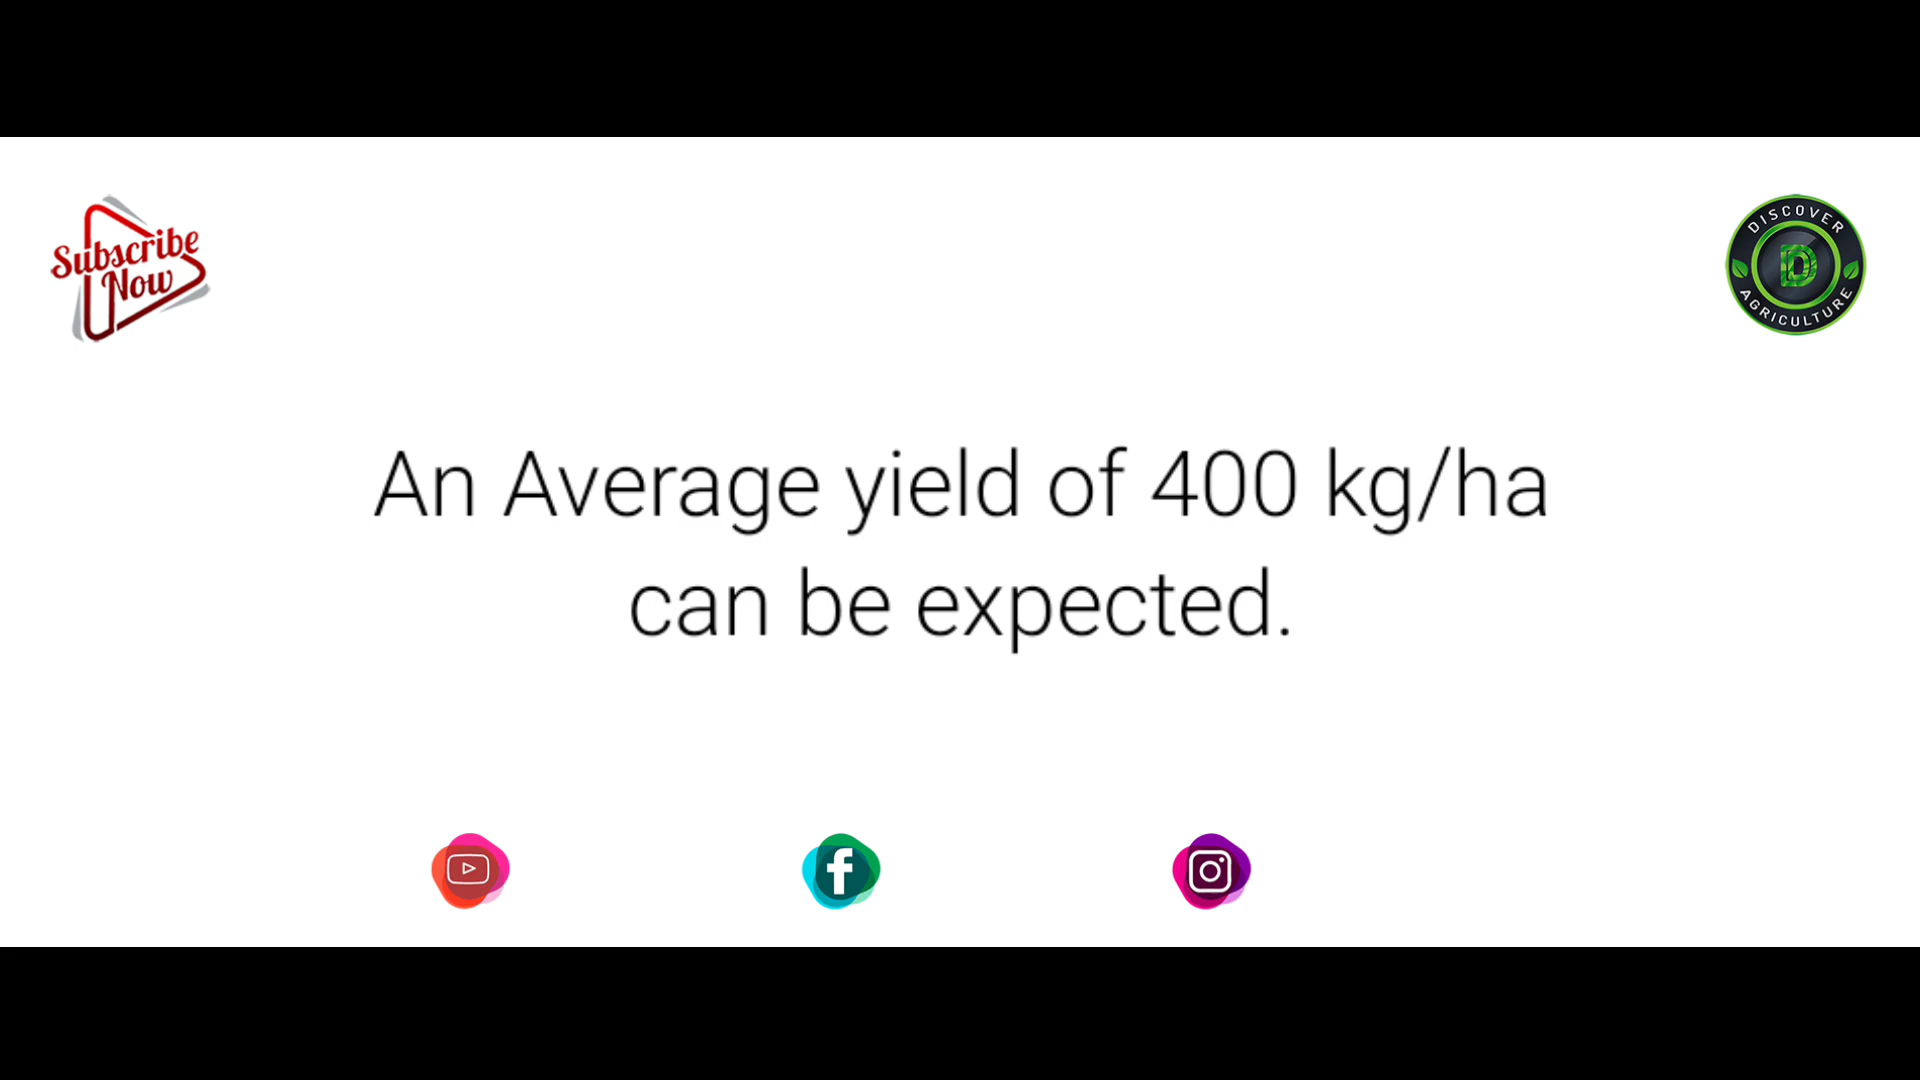 Subscribe
Now
DISCOVER
D
AGRICULTURE
An Average yield of 400 kg/ha
can be expected.
f